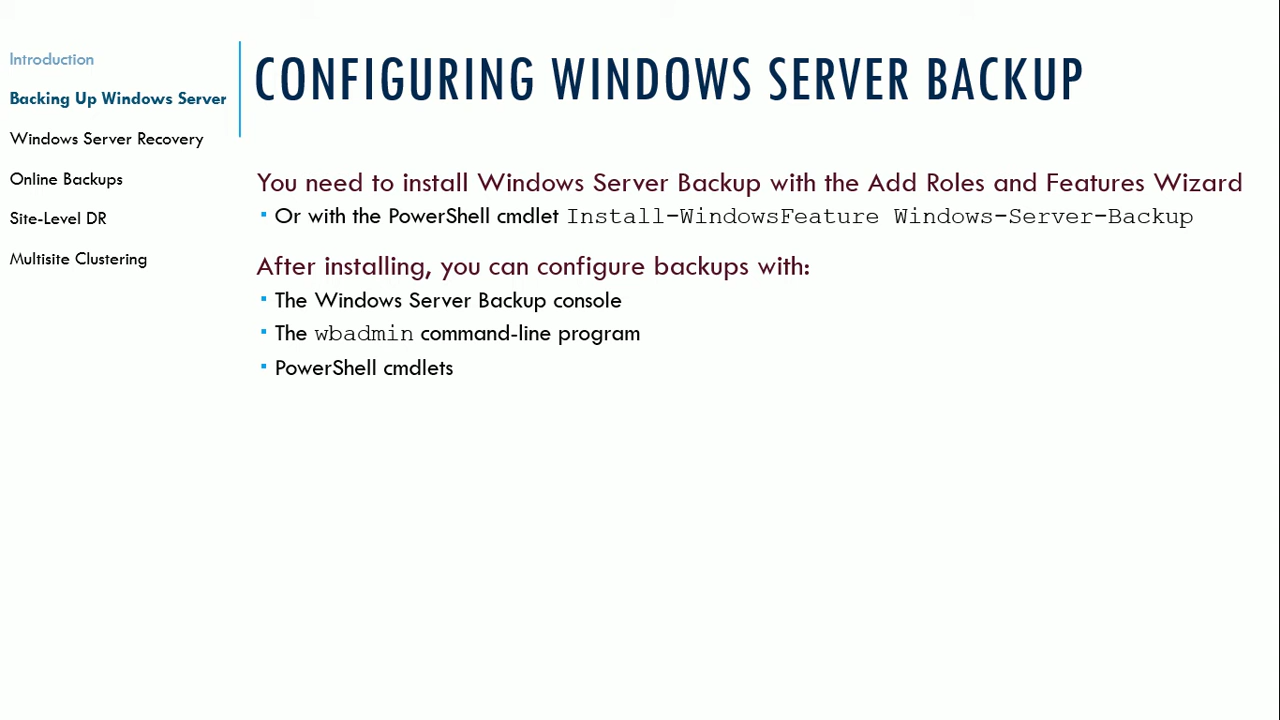 Introduction
Backing Up Windows Server
Windows Server Recovery
Online Backups
Site-Level DR
Multisite Clustering
CONFIGURING WINDOWS SERVER BACKUP
You need to install Windows Server Backup with the Add Roles and Features Wizard
▪ Or with the PowerShell cmdlet Install-WindowsFeature Windows-Server-Backup
After installing, you can configure backups with:
▪ The Windows Server Backup console
▪ The wbadmin command-line program
▪ PowerShell cmdlets